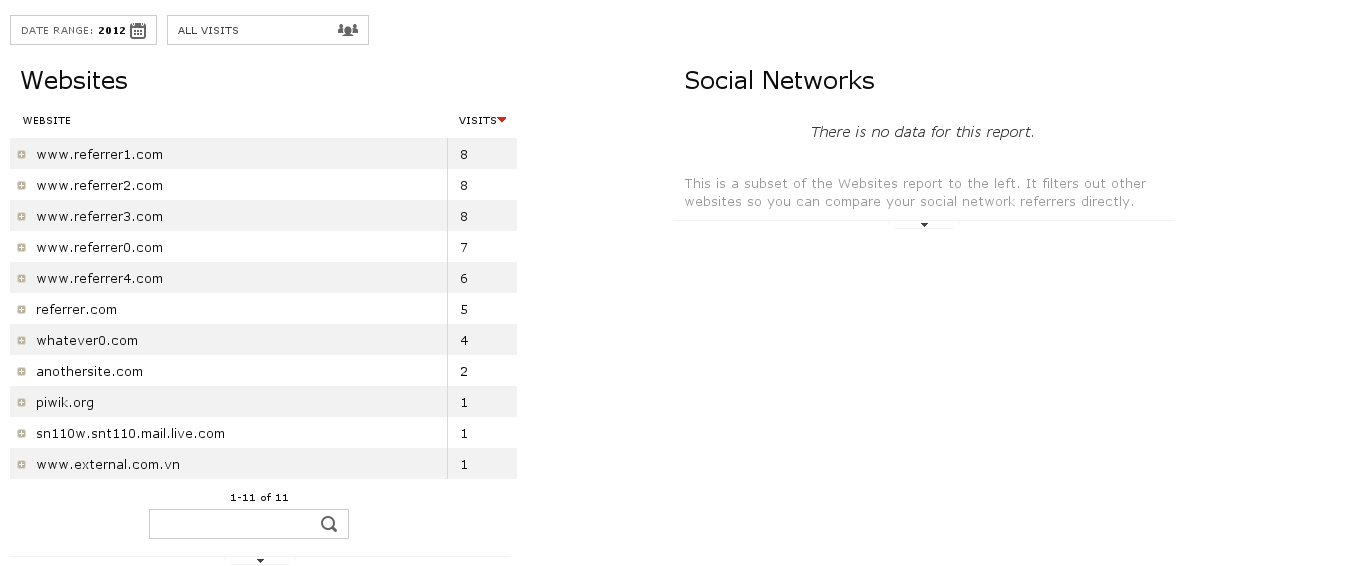 DATE RANGE: 2012
ALL VISITS
Websites
WEBSITE VISITS
www.referrer1.com 8
www.referrer2.com 8
www.referrer3.com 8
www.referrer0.com 7
www.referrer4.com 6
referrer.com 5
whatever0.com 4
anothersite.com 2
piwik.org 1
sn110w.snt110.mail.live.com 1
www.external.com.vn 1
1-11 of 11
Social Networks
There is no data for this report.
This is a subset of the Websites report to the left. It filters out other
websites so you can compare your social network referrers directly.